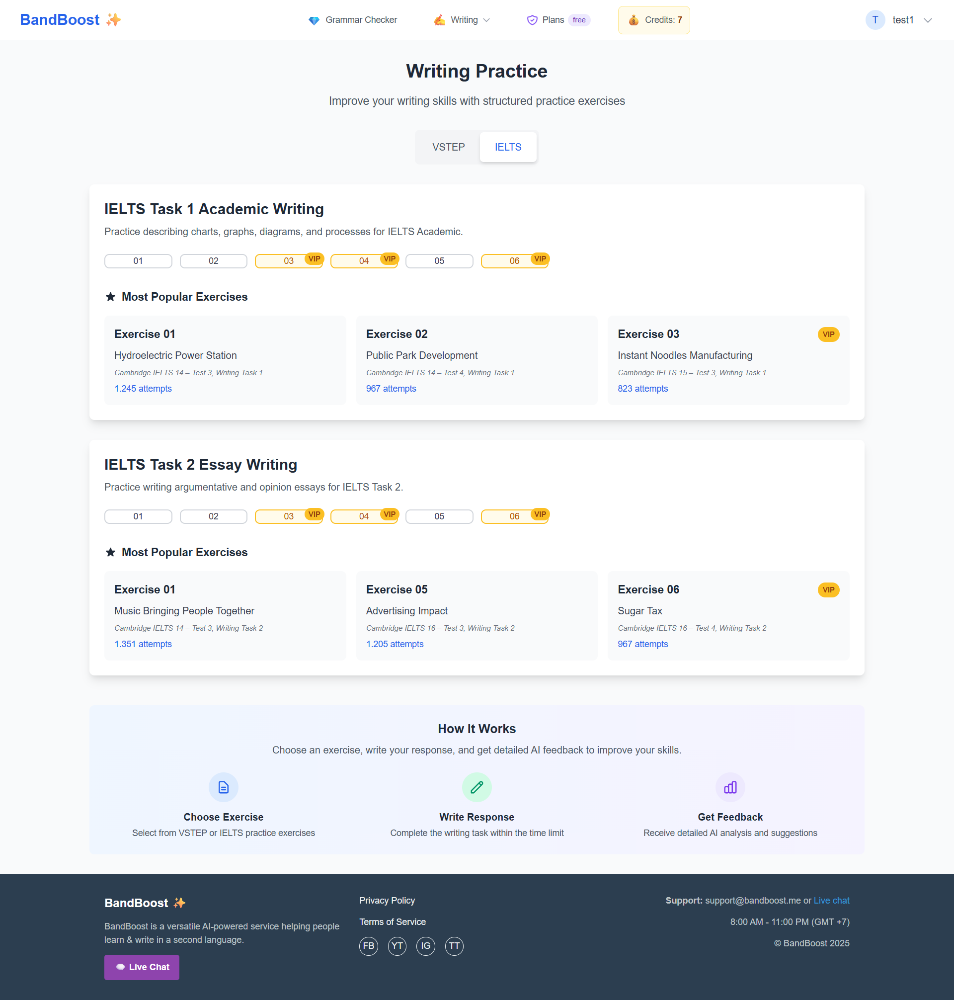 BandBoost ✨
Grammar Checker
Writing
Plans free
Credits: 7
T test1
Writing Practice
Improve your writing skills with structured practice exercises
VSTEP IELTS
IELTS Task 1 Academic Writing
Practice describing charts, graphs, diagrams, and processes for IELTS Academic.
01 02 03 VIP 04 VIP 05 06 VIP
★ Most Popular Exercises
Exercise 01
Hydroelectric Power Station
Cambridge IELTS 14 – Test 3, Writing Task 1
1.245 attempts
Exercise 02
Public Park Development
Cambridge IELTS 14 – Test 4, Writing Task 1
967 attempts
Exercise 03 VIP
Instant Noodles Manufacturing
Cambridge IELTS 15 – Test 3, Writing Task 1
823 attempts
IELTS Task 2 Essay Writing
Practice writing argumentative and opinion essays for IELTS Task 2.
01 02 03 VIP 04 VIP 05 06 VIP
★ Most Popular Exercises
Exercise 01
Music Bringing People Together
Cambridge IELTS 14 – Test 3, Writing Task 2
1.351 attempts
Exercise 05
Advertising Impact
Cambridge IELTS 16 – Test 3, Writing Task 2
1.205 attempts
Exercise 06 VIP
Sugar Tax
Cambridge IELTS 16 – Test 4, Writing Task 2
967 attempts
How It Works
Choose an exercise, write your response, and get detailed AI feedback to improve your skills.
Choose Exercise
Select from VSTEP or IELTS practice exercises
Write Response
Complete the writing task within the time limit
Get Feedback
Receive detailed AI analysis and suggestions
BandBoost ✨
BandBoost is a versatile AI-powered service helping people
learn & write in a second language.
Live Chat
Privacy Policy
Terms of Service
FB YT IG TT
Support: support@bandboost.me or Live chat
8:00 AM - 11:00 PM (GMT +7)
© BandBoost 2025